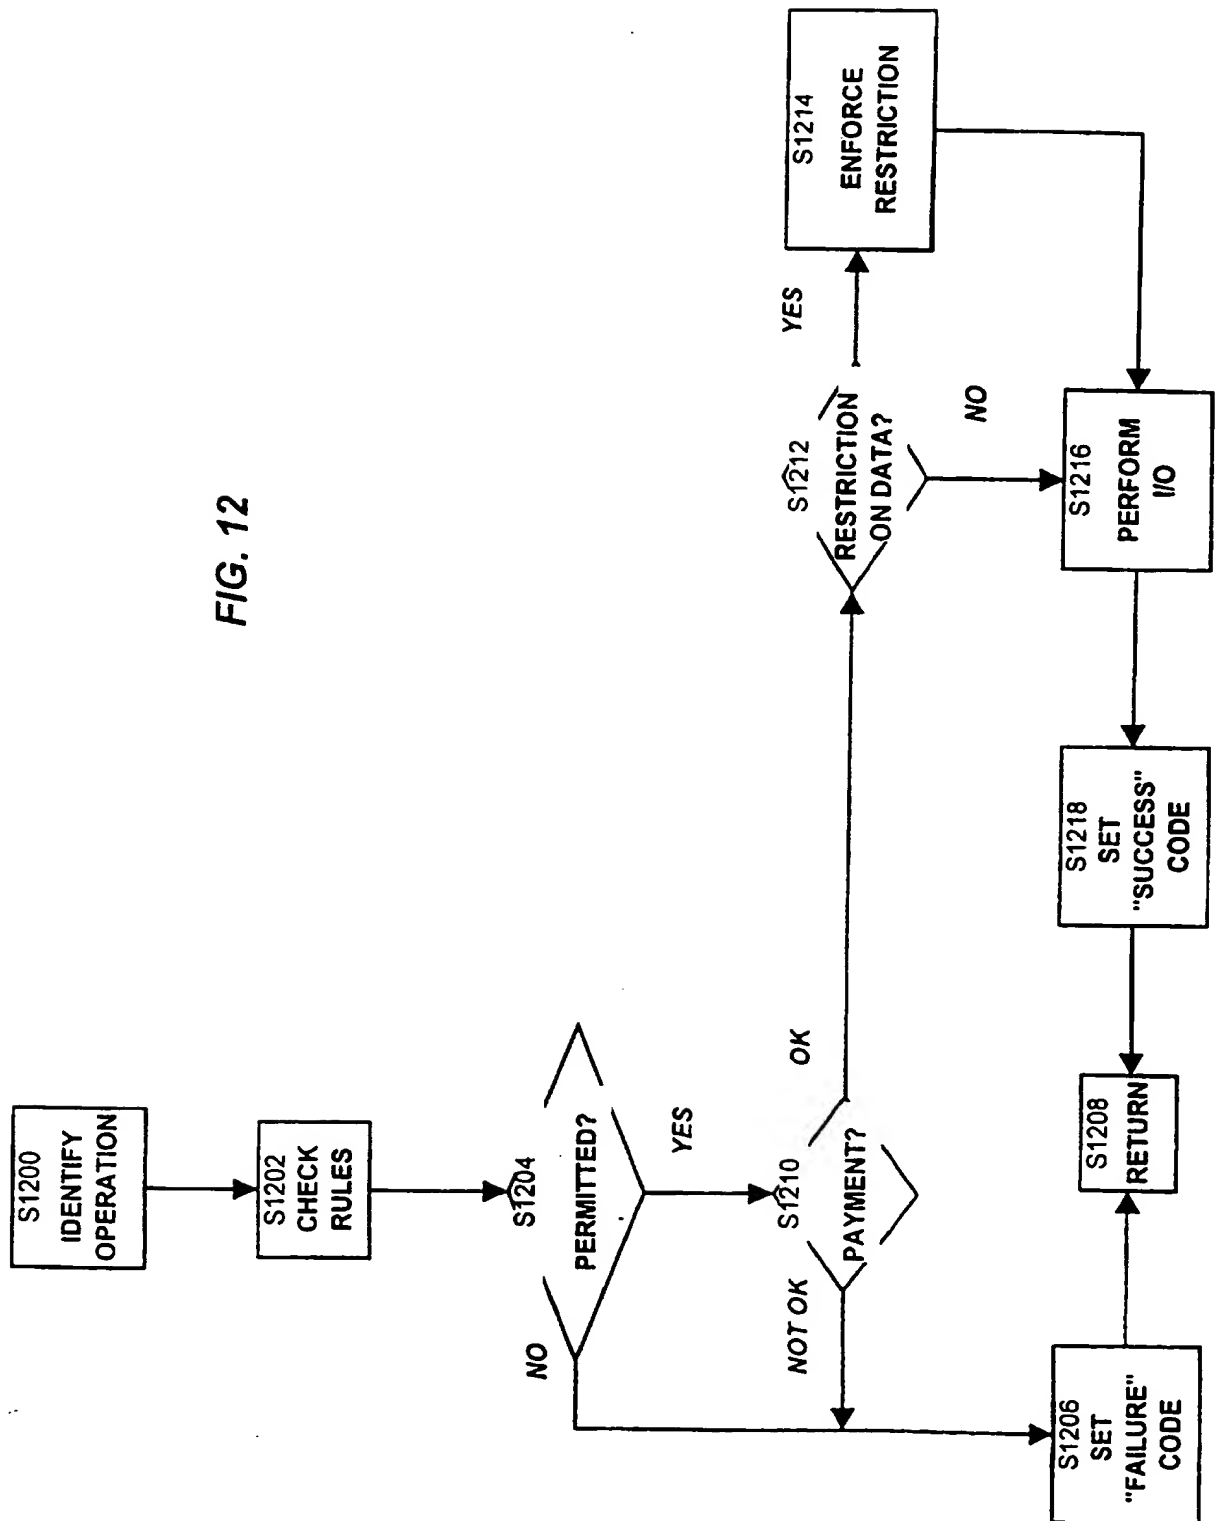 FIG. 12
S1200
IDENTIFY
OPERATION
S1202
CHECK
RULES
S1204
PERMITTED?
NO
YES
S1210
PAYMENT?
NOT OK
OK
S1212
RESTRICTION
ON DATA?
YES
NO
S1214
ENFORCE
RESTRICTION
S1216
PERFORM
I/O
S1218
SET
"SUCCESS"
CODE
S1208
RETURN
S1206
SET
"FAILURE"
CODE